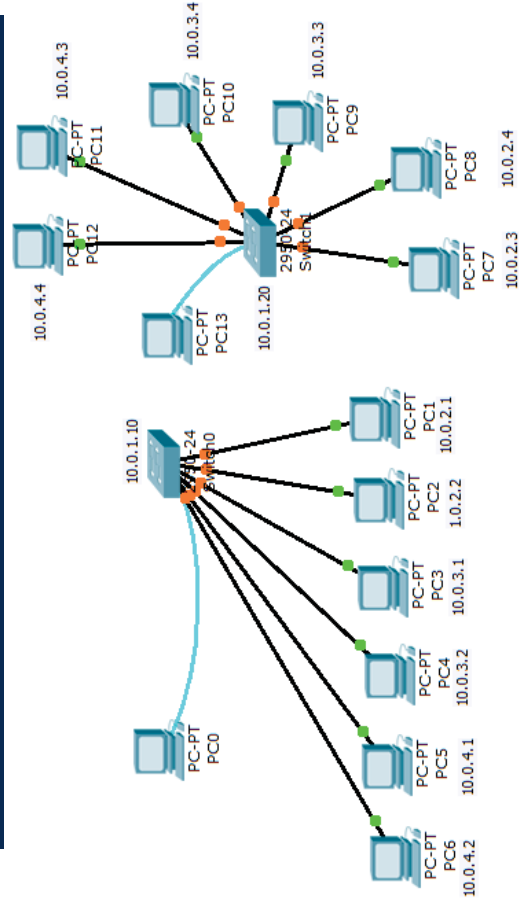 10.0.1.10
2950-24
Switch0
PC-PT
PC0
PC-PT
PC6
10.0.4.2
PC-PT
PC5
10.0.4.1
PC-PT
PC4
10.0.3.2
PC-PT
PC3
10.0.3.1
PC-PT
PC2
1.0.2.2
PC-PT
PC1
10.0.2.1
10.0.4.4
PC-PT
PC12
10.0.4.3
PC-PT
PC11
PC-PT
PC13
10.0.3.4
PC-PT
PC10
10.0.1.20
2950-24
Switch1
10.0.3.3
PC-PT
PC9
PC-PT
PC7
10.0.2.3
PC-PT
PC8
10.0.2.4